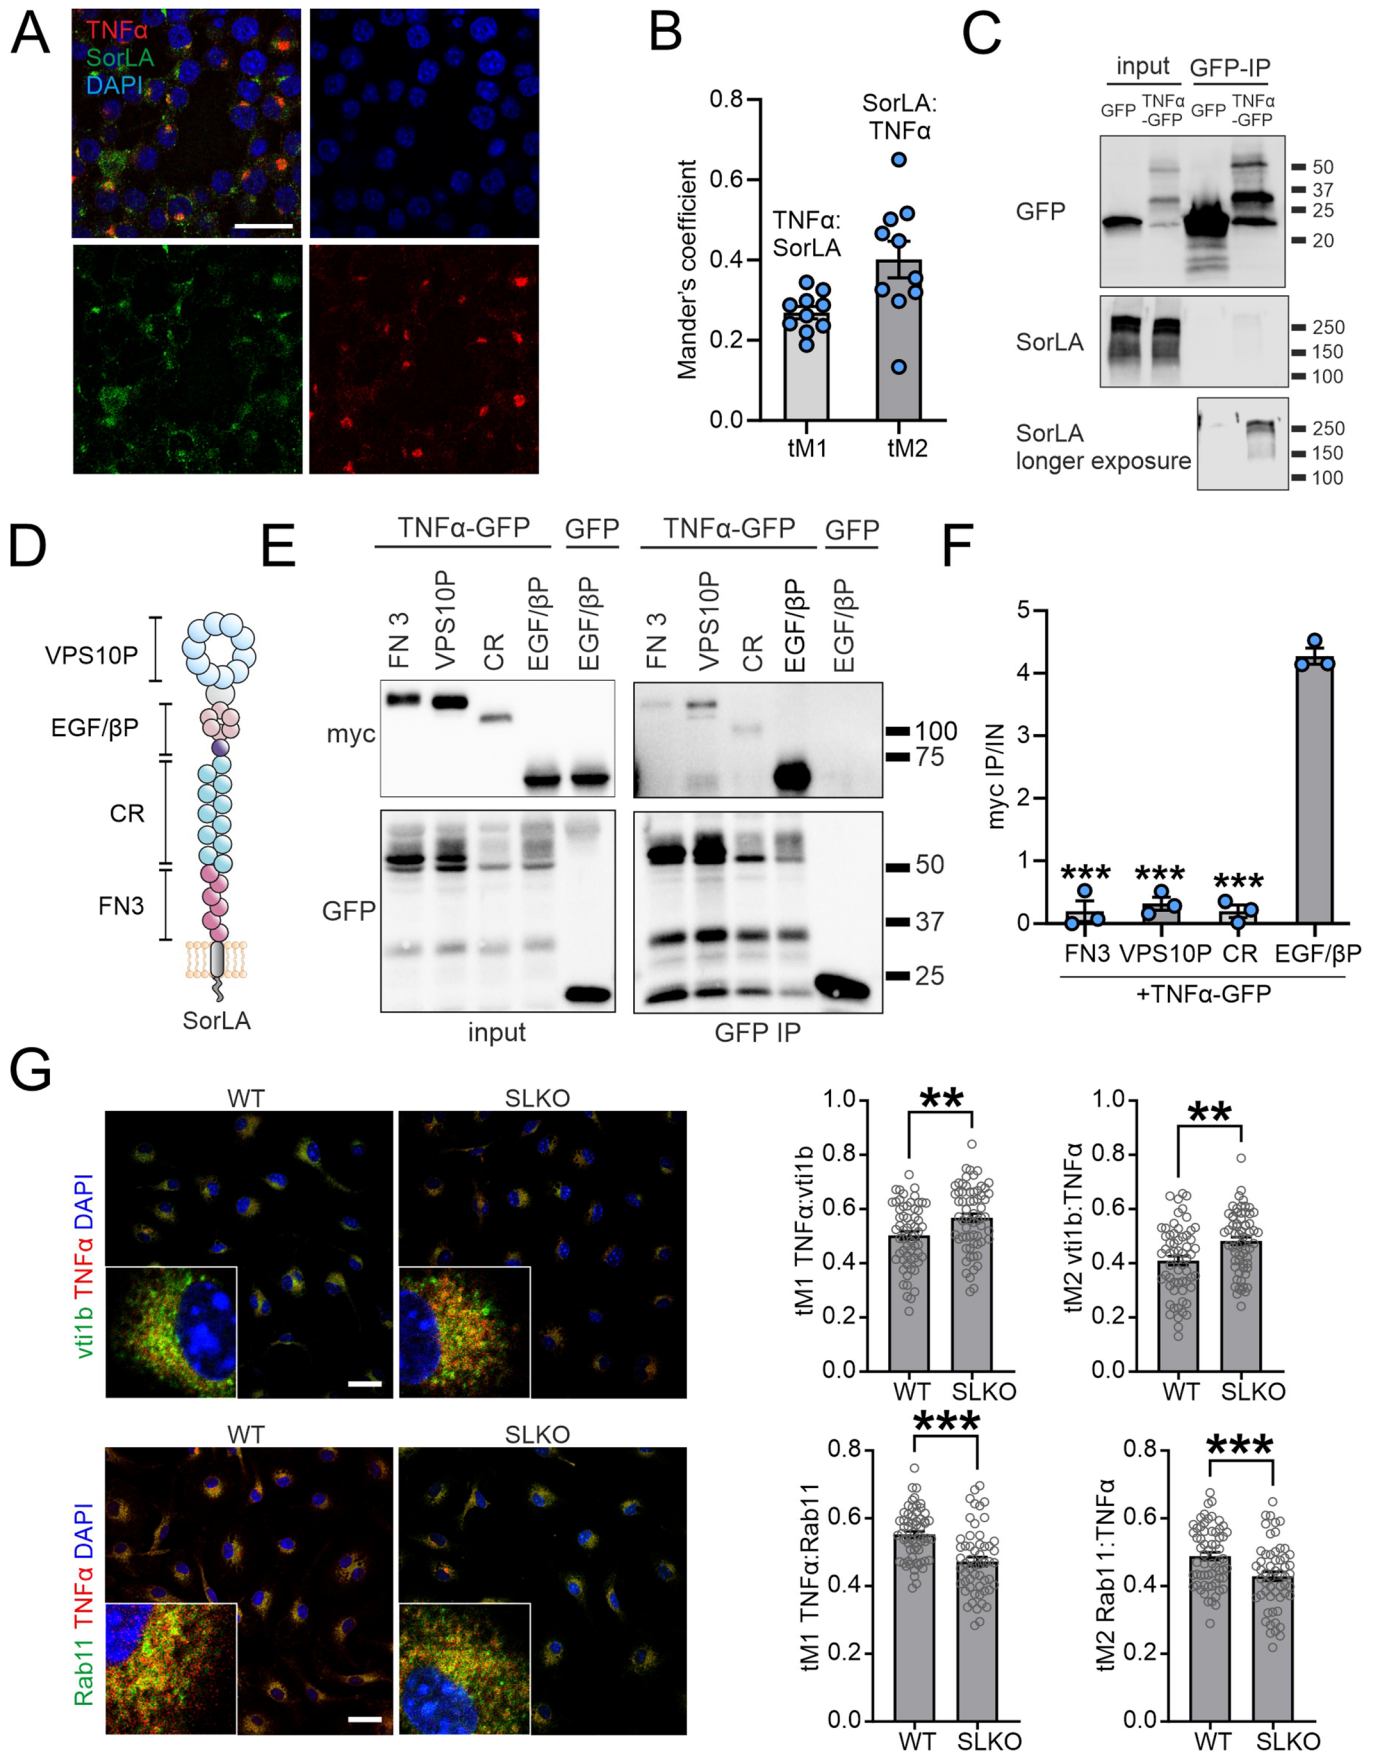 A
TNFα
SorLA
DAPI
B
Mander's coefficient
0.8
0.6
0.4
0.2
0.0
TNFα:
SorLA
SorLA:
TNFα
tM1
tM2
C
input
GFP-IP
GFP
TNFα
-GFP
GFP
TNFα
-GFP
GFP
50
37
25
20
SorLA
250
150
100
SorLA
longer exposure
250
150
100
D
VPS10P
EGF/βP
CR
FN3
SorLA
E
TNFα-GFP
GFP
TNFα-GFP
GFP
FN 3
VPS10P
CR
EGF/βP
EGF/βP
FN 3
VPS10P
CR
EGF/βP
EGF/βP
myc
100
75
GFP
50
37
25
input
GFP IP
F
myc IP/IN
5
4
3
2
1
0
***
***
***
FN3
VPS10P
CR
EGF/βP
+TNFα-GFP
G
WT
SLKO
vti1b TNFα DAPI
tM1 TNFα:vti1b
1.0
0.8
0.6
0.4
0.2
0.0
**
WT
SLKO
tM2 vti1b:TNFα
1.0
0.8
0.6
0.4
0.2
0.0
**
WT
SLKO
WT
SLKO
Rab11 TNFα DAPI
tM1 TNFα:Rab11
0.8
0.6
0.4
0.2
0.0
***
WT
SLKO
tM2 Rab11:TNFα
0.8
0.6
0.4
0.2
0.0
***
WT
SLKO